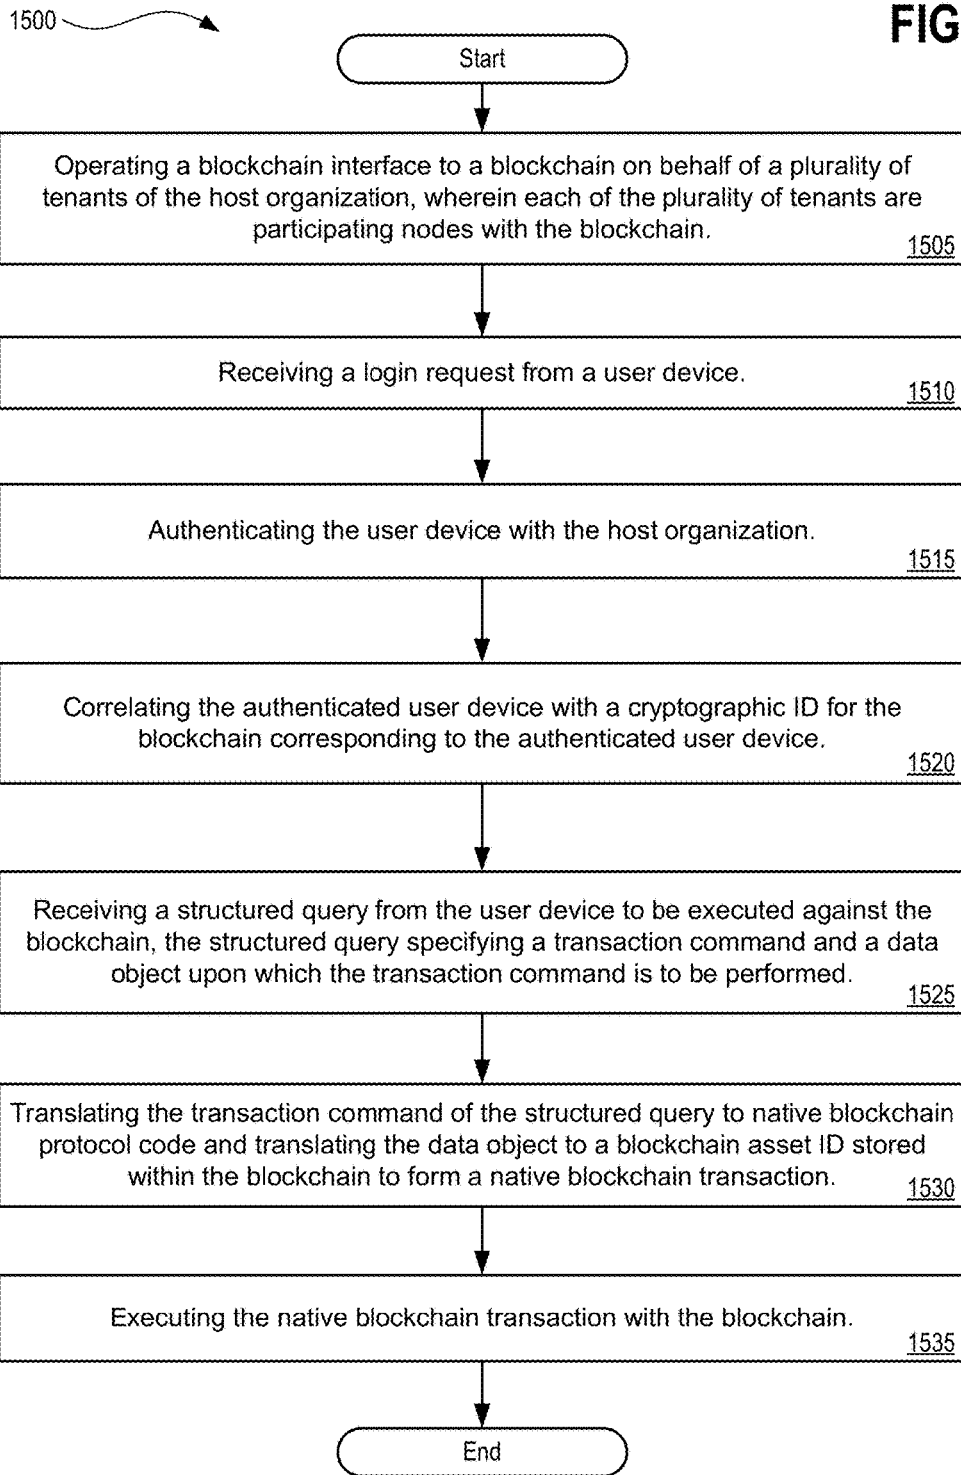 1500
FIG
Start
Operating a blockchain interface to a blockchain on behalf of a plurality of
tenants of the host organization, wherein each of the plurality of tenants are
participating nodes with the blockchain.
1505
Receiving a login request from a user device.
1510
Authenticating the user device with the host organization.
1515
Correlating the authenticated user device with a cryptographic ID for the
blockchain corresponding to the authenticated user device.
1520
Receiving a structured query from the user device to be executed against the
blockchain, the structured query specifying a transaction command and a data
object upon which the transaction command is to be performed.
1525
Translating the transaction command of the structured query to native blockchain
protocol code and translating the data object to a blockchain asset ID stored
within the blockchain to form a native blockchain transaction.
1530
Executing the native blockchain transaction with the blockchain.
1535
End